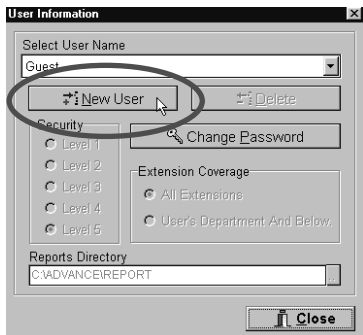 User Information
Select User Name
Guest
New User
Delete
Security
Change Password
Level 1
Level 2
Level 3
Level 4
Level 5
Extension Coverage
All Extensions
User's Department And Below.
Reports Directory
C:\ADVANCE\REPORT
...
Close